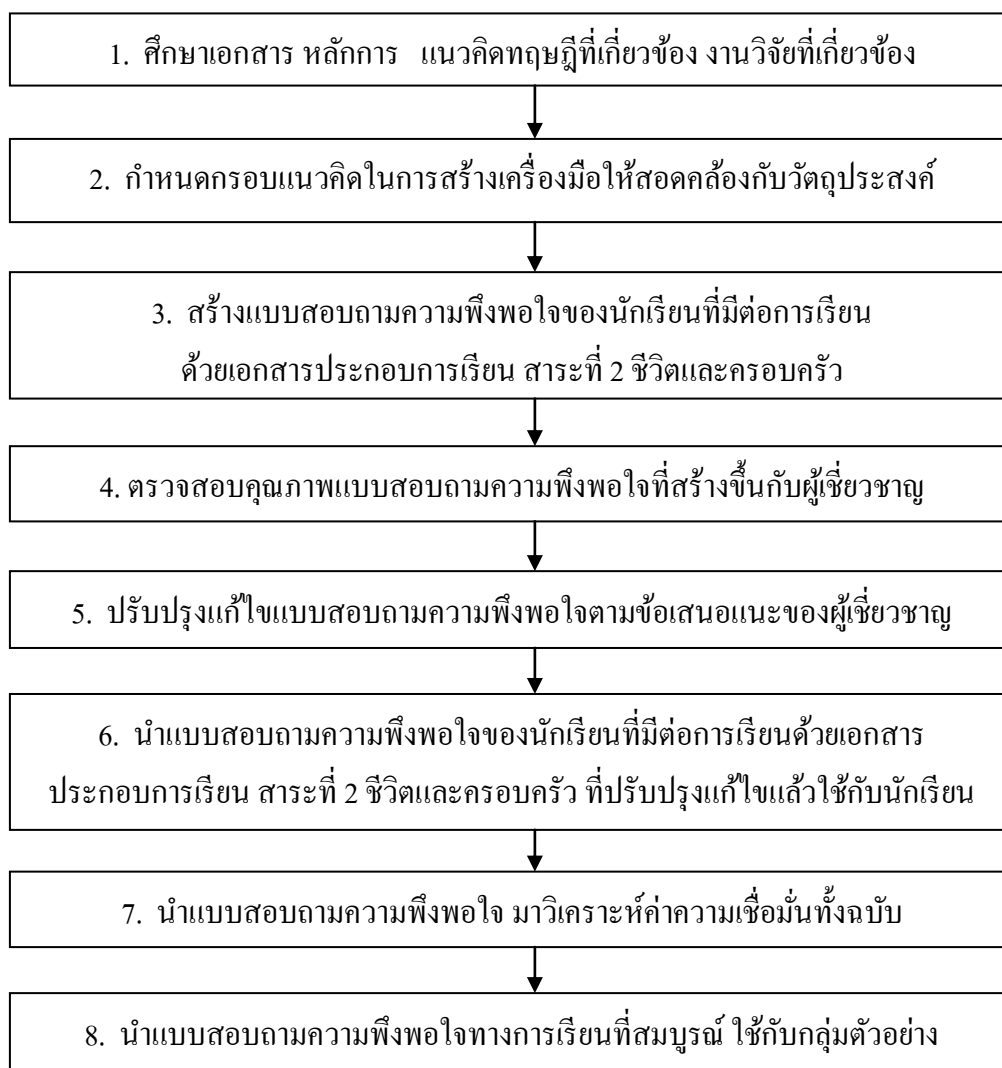 1. ศึกษาเอกสาร หลักการ แนวคิดทฤษฎีที่เกี่ยวข้อง งานวิจัยที่เกี่ยวข้อง
2. กำหนดกรอบแนวคิดในการสร้างเครื่องมือให้สอดคล้องกับวัตถุประสงค์
3. สร้างแบบสอบถามความพึงพอใจของนักเรียนที่มีต่อการเรียน
ด้วยเอกสารประกอบการเรียน สาระที่ 2 ชีวิตและครอบครัว
4. ตรวจสอบคุณภาพแบบสอบถามความพึงพอใจที่สร้างขึ้นกับผู้เชี่ยวชาญ
5. ปรับปรุงแก้ไขแบบสอบถามความพึงพอใจตามข้อเสนอแนะของผู้เชี่ยวชาญ
6. นำแบบสอบถามความพึงพอใจของนักเรียนที่มีต่อการเรียนด้วยเอกสาร
ประกอบการเรียน สาระที่ 2 ชีวิตและครอบครัว ที่ปรับปรุงแก้ไขแล้วใช้กับนักเรียน
7. นำแบบสอบถามความพึงพอใจ มาวิเคราะห์ค่าความเชื่อมั่นทั้งฉบับ
8. นำแบบสอบถามความพึงพอใจทางการเรียนที่สมบูรณ์ ใช้กับกลุ่มตัวอย่าง